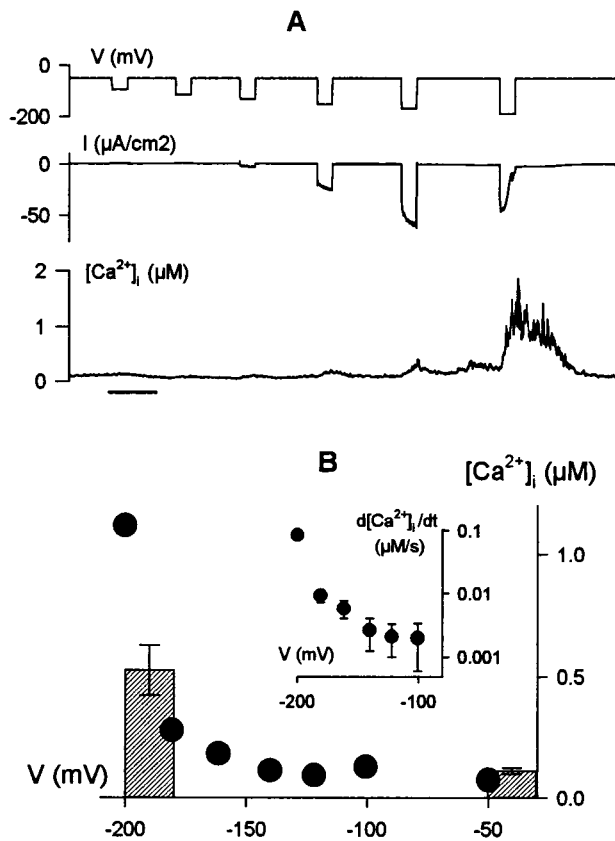 A
V (mV)
0
-200
I (µA/cm2)
0
-50
[Ca²⁺]ᵢ (µM)
2
1
0
B
[Ca²⁺]ᵢ (µM)
d[Ca²⁺]ᵢ/dt
(µM/s)
0.1
0.01
0.001
V (mV)
-200
-100
1.0
0.5
0.0
V (mV)
-200
-150
-100
-50